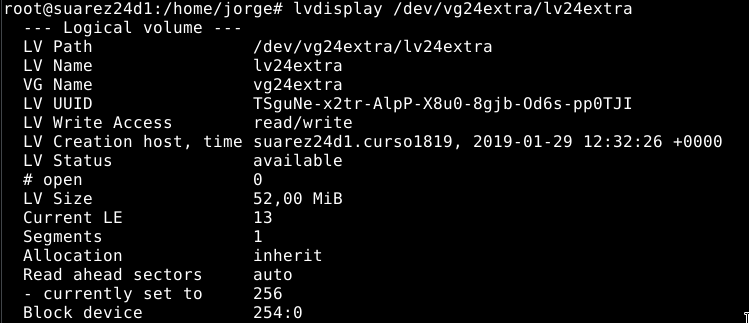 root@suarez24d1:/home/jorge# lvdisplay /dev/vg24extra/lv24extra
--- Logical volume ---
LV Path                /dev/vg24extra/lv24extra
LV Name                lv24extra
VG Name                vg24extra
LV UUID                TSguNe-x2tr-AlpP-X8u0-8gjb-Od6s-pp0TJI
LV Write Access        read/write
LV Creation host, time suarez24d1.curso1819, 2019-01-29 12:32:26 +0000
LV Status              available
# open                 0
LV Size                52,00 MiB
Current LE             13
Segments               1
Allocation             inherit
Read ahead sectors     auto
- currently set to     256
Block device           254:0